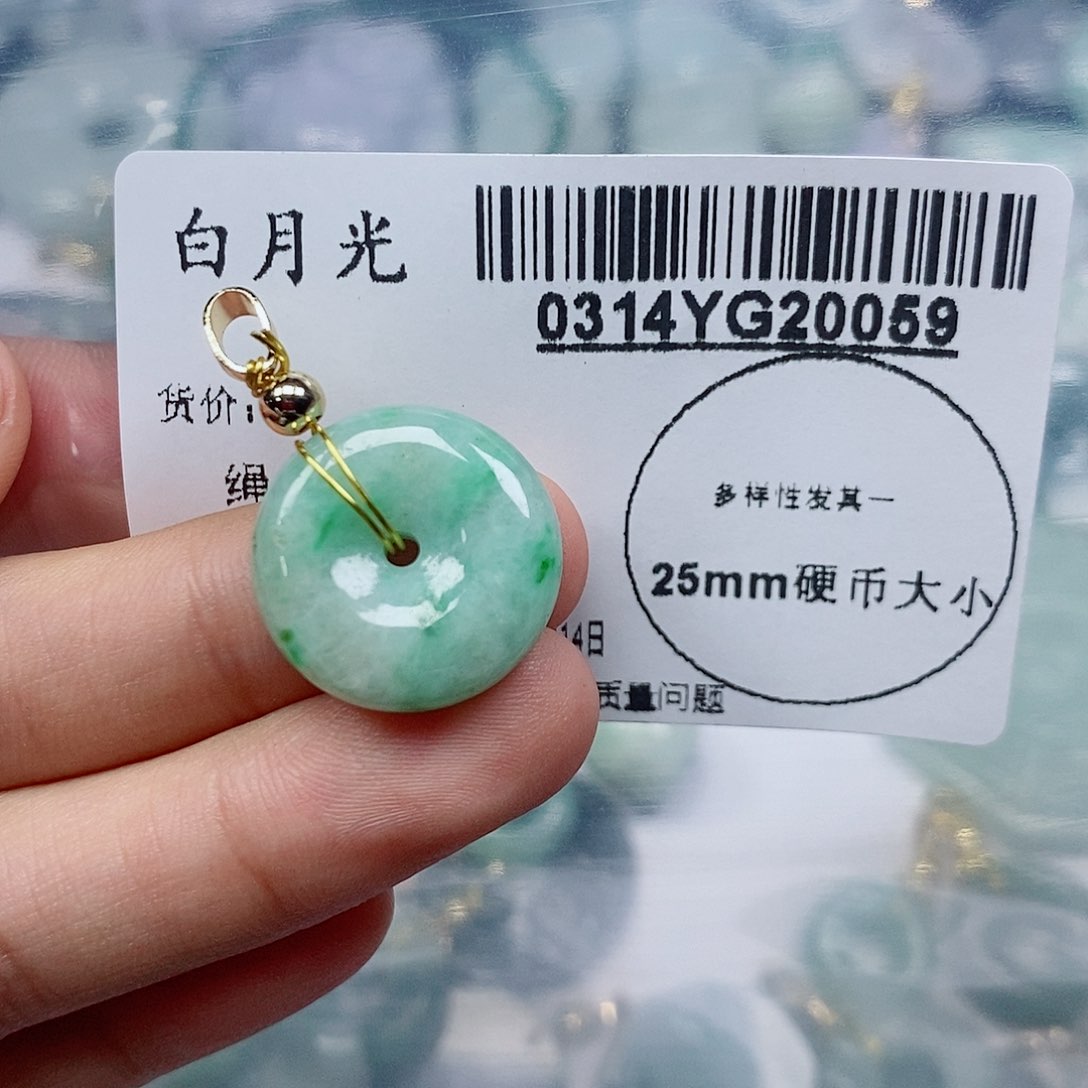 白月光
0314YG20059
货价:
绳
多样性发其一
25mm硬币大小
14日
质量问题